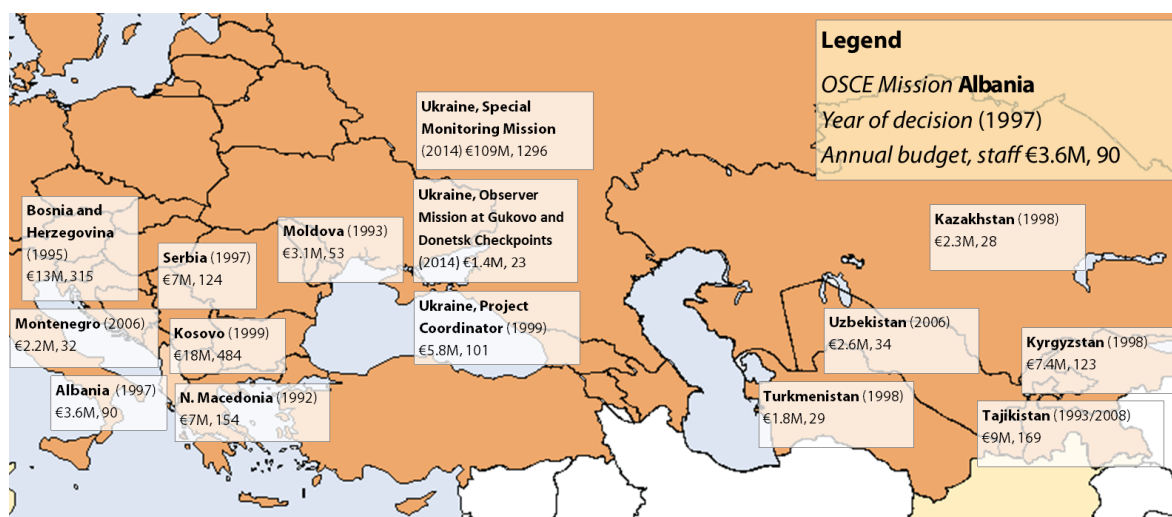 Legend
OSCE Mission Albania
Year of decision (1997)
Annual budget, staff €3.6M, 90
Ukraine, Special
Monitoring Mission
(2014) €109M, 1296
Ukraine, Observer
Mission at Gukovo and
Donetsk Checkpoints
(2014) €1.4M, 23
Ukraine, Project
Coordinator (1999)
€5.8M, 101
Bosnia and
Herzegovina
(1995)
€13M, 315
Serbia (1997)
€7M, 124
Moldova (1993)
€3.1M, 53
Montenegro (2006)
€2.2M, 32
Kosovo (1999)
€18M, 484
Albania (1997)
€3.6M, 90
N. Macedonia (1992)
€7M, 154
Kazakhstan (1998)
€2.3M, 28
Uzbekistan (2006)
€2.6M, 34
Kyrgyzstan (1998)
€7.4M, 123
Turkmenistan (1998)
€1.8M, 29
Tajikistan (1993/2008)
€9M, 169